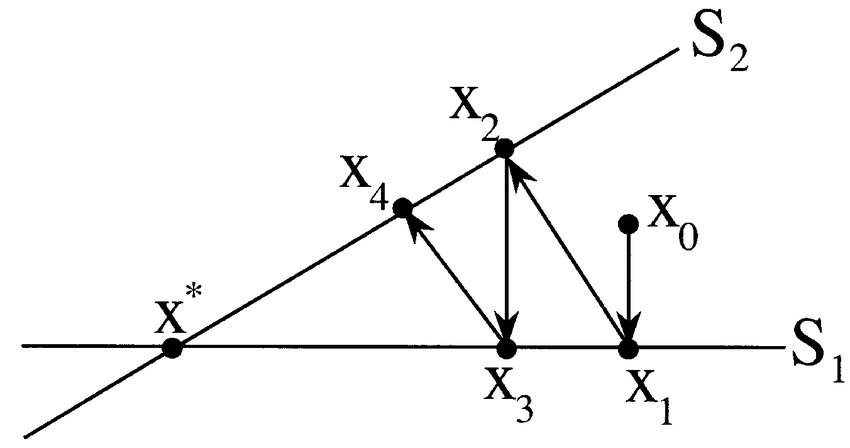 S₂
x₂
x₄
x₀
x*
S₁
x₃
x₁